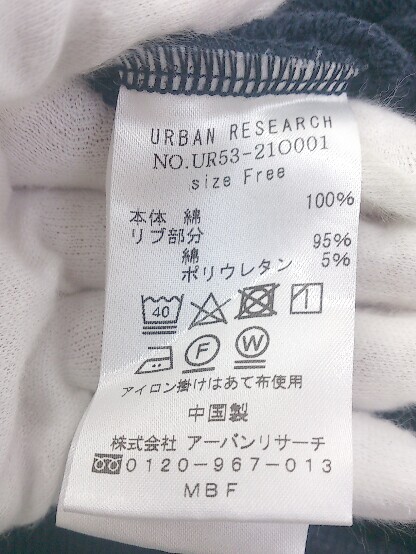 URBAN RESEARCH
NO.UR53-21O001
size Free
本体 綿 100%
リブ部分
綿 95%
ポリウレタン 5%
40
F W
アイロン掛けはあて布使用
中国製
株式会社 アーバンリサーチ
0120-967-013
MBF